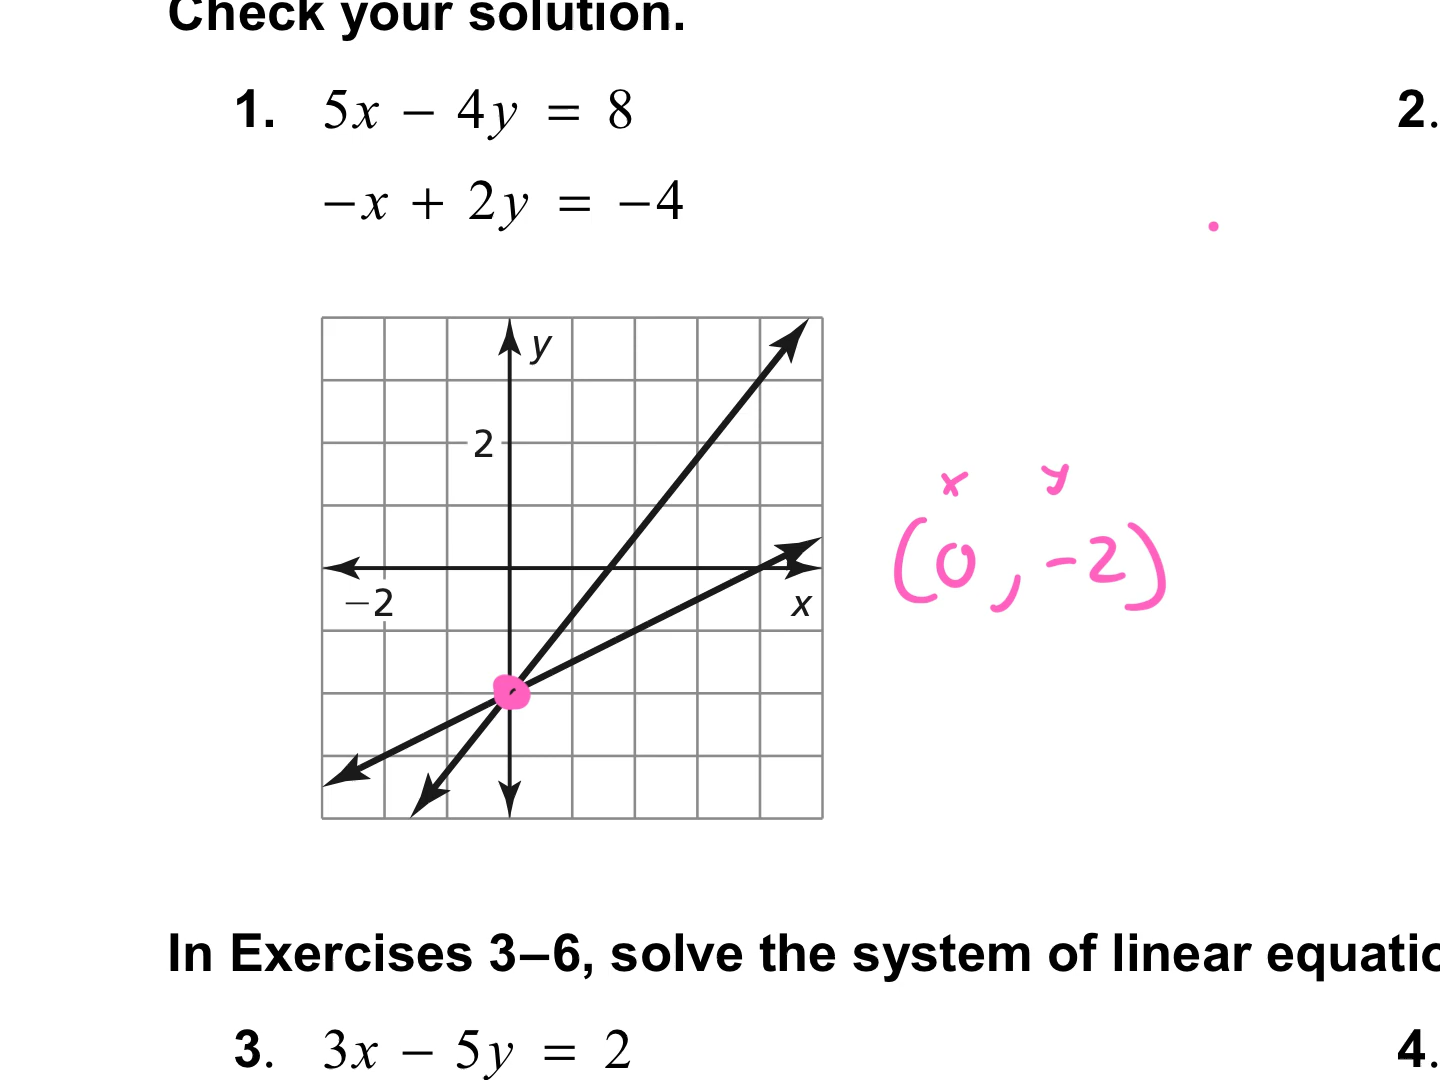 Check your solution.
1. 5x − 4y = 8
2.
−x + 2y = −4
y
2
x y
(0, −2)
−2
x
In Exercises 3–6, solve the system of linear
3. 3x − 5y = 2
4.